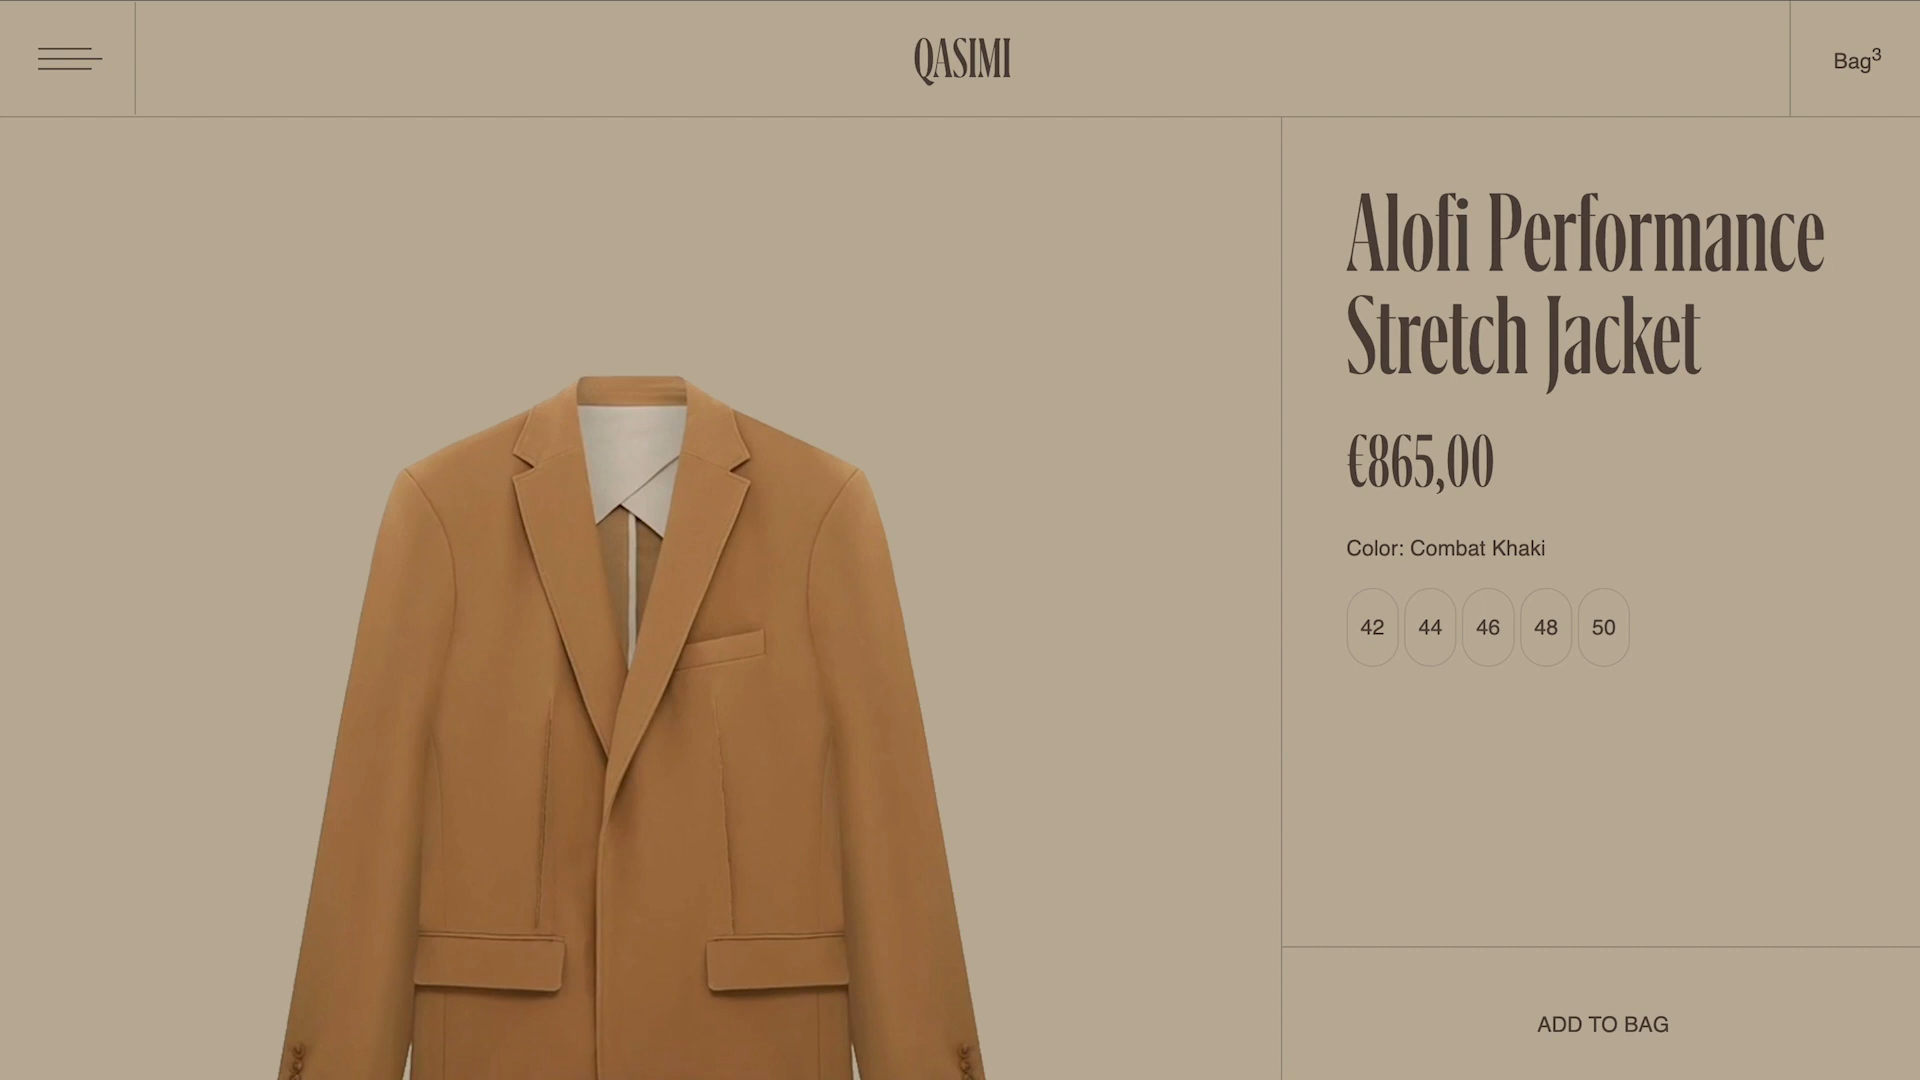 QASIMI
Bag3
Alofi Performance
Stretch Jacket
€865,00
Color: Combat Khaki
42 44 46 48 50
ADD TO BAG